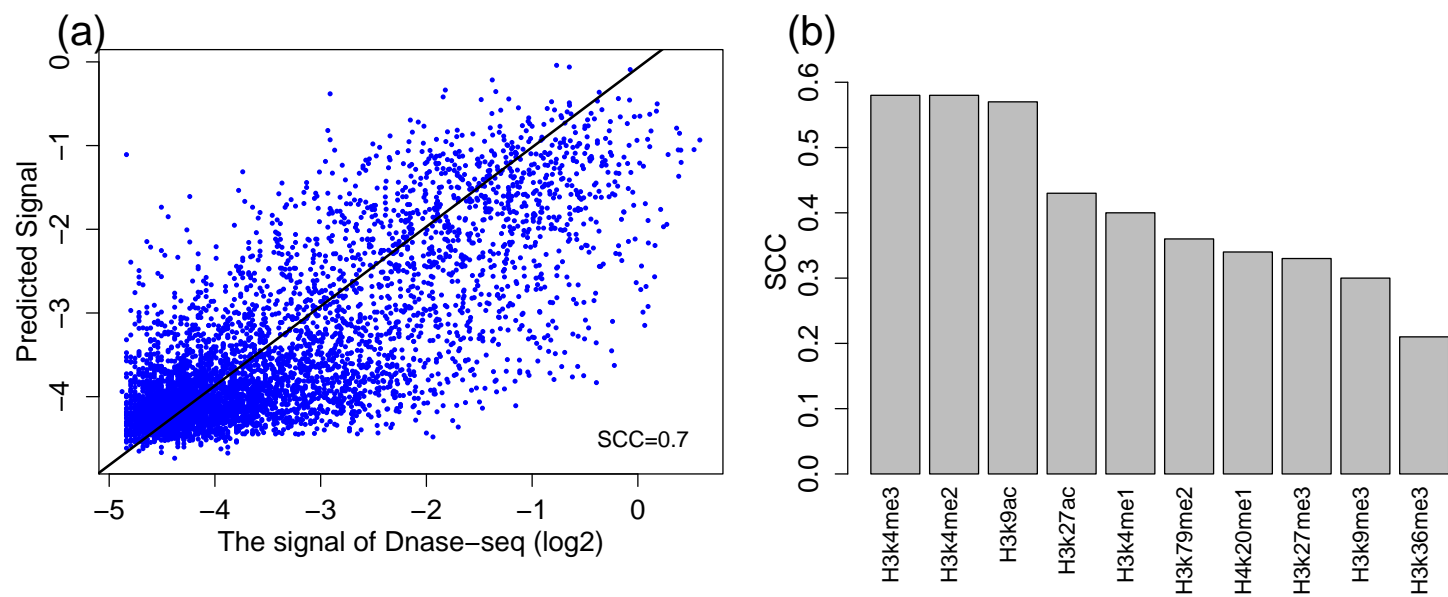 (a)
0
−1
−2
−3
−4
Predicted Signal
SCC=0.7
−5 −4 −3 −2 −1 0
The signal of Dnase−seq (log2)
(b)
0.6
0.5
0.4
0.3
0.2
0.1
0.0
SCC
H3k4me3
H3k4me2
H3k9ac
H3k27ac
H3k4me1
H3k79me2
H4k20me1
H3k27me3
H3k9me3
H3k36me3